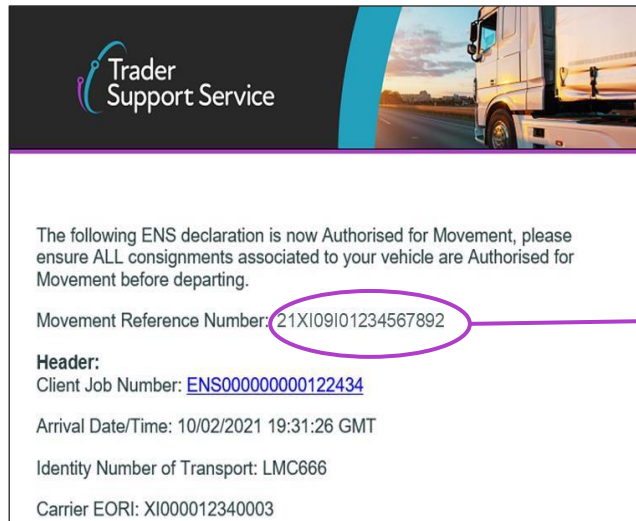 Trader
Support Service
The following ENS declaration is now Authorised for Movement, please
ensure ALL consignments associated to your vehicle are Authorised for
Movement before departing.
Movement Reference Number: 21XI09I01234567892
Header:
Client Job Number: ENS000000000122434
Arrival Date/Time: 10/02/2021 19:31:26 GMT
Identity Number of Transport: LMC666
Carrier EORI: XI000012340003